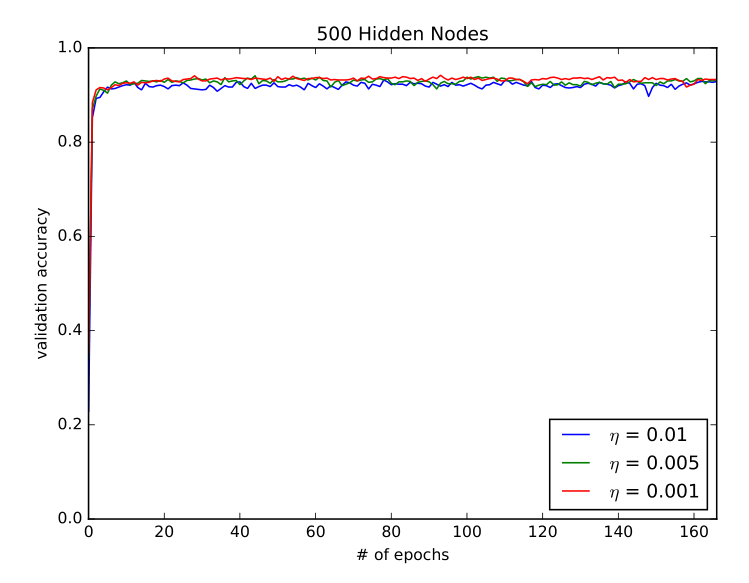 500 Hidden Nodes
1.0
0.8
0.6
0.4
0.2
0.0
validation accuracy
0 20 40 60 80 100 120 140 160
# of epochs
η = 0.01
η = 0.005
η = 0.001